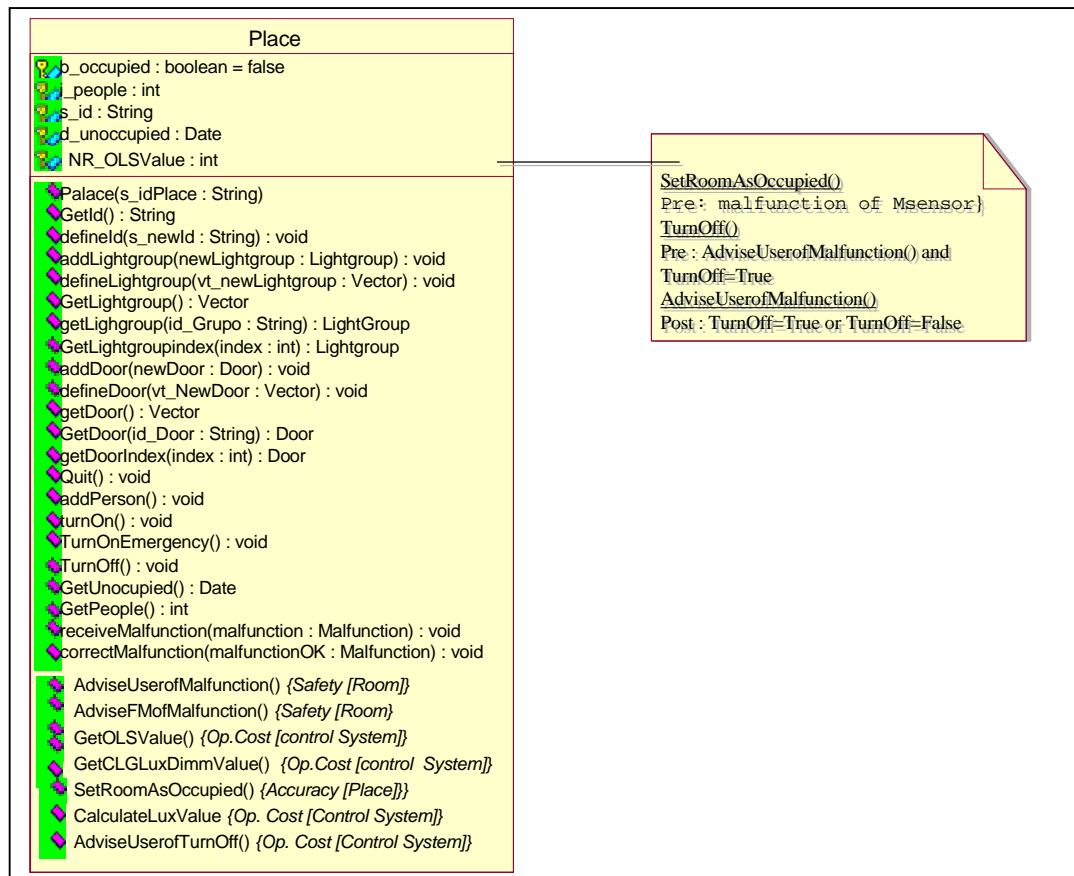 Place
b_occupied : boolean = false
i_people : int
s_id : String
d_unoccupied : Date
NR_OLSValue : int
Palace(s_idPlace : String)
GetId() : String
defineId(s_newId : String) : void
addLightgroup(newLightgroup : Lightgroup) : void
defineLightgroup(vt_newLightgroup : Vector) : void
GetLightgroup() : Vector
getLighgroup(id_Grupo : String) : LightGroup
GetLightgroupindex(index : int) : Lightgroup
addDoor(newDoor : Door) : void
defineDoor(vt_NewDoor : Vector) : void
getDoor() : Vector
GetDoor(id_Door : String) : Door
getDoorIndex(index : int) : Door
Quit() : void
addPerson() : void
turnOn() : void
TurnOnEmergency() : void
TurnOff() : void
GetUnocupied() : Date
GetPeople() : int
receiveMalfunction(malfunction : Malfunction) : void
correctMalfunction(malfunctionOK : Malfunction) : void
AdviseUserofMalfunction() {Safety [Room]}
AdviseFMofMalfunction() {Safety [Room}
GetOLSValue() {Op.Cost [control System]}
GetCLGLuxDimmValue() {Op.Cost [control System]}
SetRoomAsOccupied() {Accuracy [Place]}}
CalculateLuxValue {Op. Cost [Control System]}
AdviseUserofTurnOff() {Op. Cost [Control System]}
SetRoomAsOccupied()
Pre: malfunction of Msensor}
TurnOff()
Pre : AdviseUserofMalfunction() and
TurnOff=True
AdviseUserofMalfunction()
Post : TurnOff=True or TurnOff=False